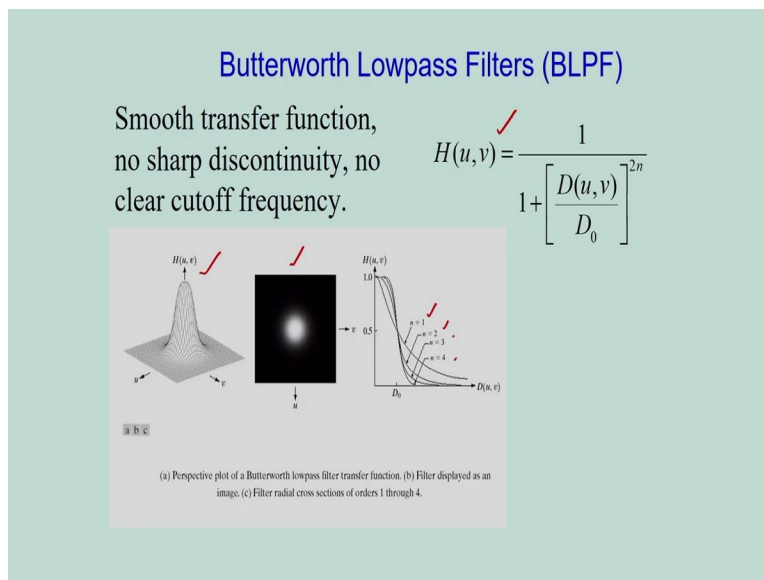 Butterworth Lowpass Filters (BLPF)
Smooth transfer function,
no sharp discontinuity, no
clear cutoff frequency.
H(u,v) = 1 / 1 + [D(u,v) / D₀]²ⁿ
H(u, v)
v
u
v
u
H(u, v)
1.0
0.5
n = 1
n = 2
n = 3
n = 4
D₀
D(u, v)
a b c
(a) Perspective plot of a Butterworth lowpass filter transfer function. (b) Filter displayed as an
image. (c) Filter radial cross sections of orders 1 through 4.